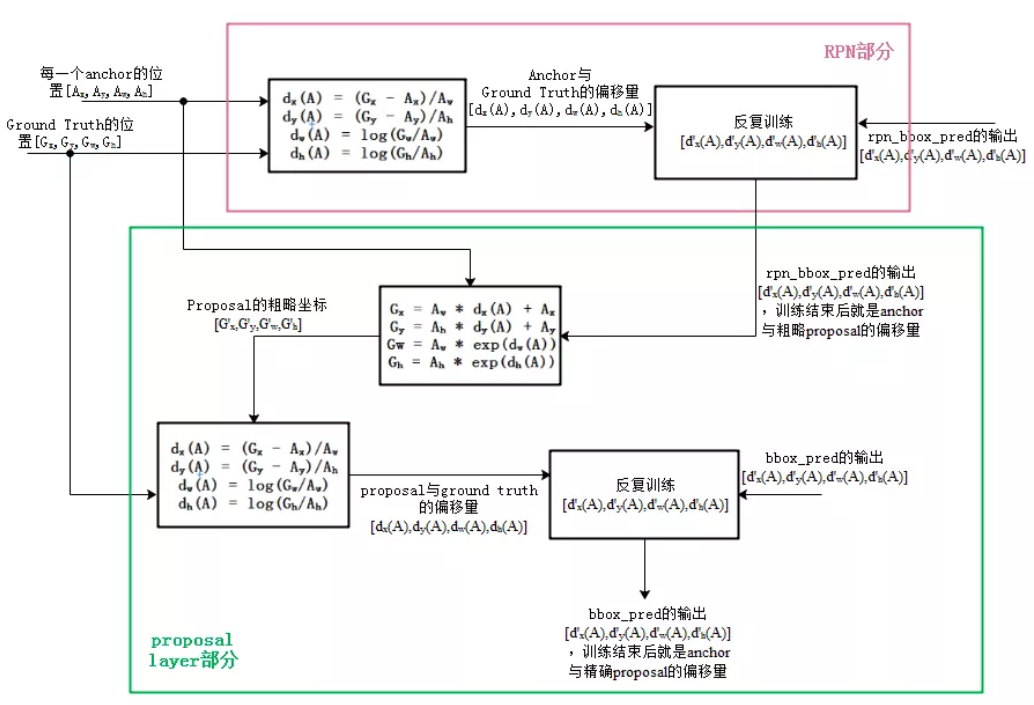 RPN部分
每一个anchor的位
置[Ax,Ay,Aw,Ah]
Ground Truth的位
置[Gx,Gy,Gw,Gh]
dx(A) = (Gx - Ax)/Aw
dy(A) = (Gy - Ay)/Ah
dw(A) = log(Gw/Aw)
dh(A) = log(Gh/Ah)
Anchor与
Ground Truth的偏移量
[dx(A),dy(A),dw(A),dh(A)]
反复训练
[d'x(A),d'y(A),d'w(A),d'h(A)]
rpn_bbox_pred的输出
[d'x(A),d'y(A),d'w(A),d'h(A)]
rpn_bbox_pred的输出
[d'x(A),d'y(A),d'w(A),d'h(A)]
，训练结束后就是anchor
与粗略proposal的偏移量
Gx = Aw * dx(A) + Ax
Gy = Ah * dy(A) + Ay
Gw = Aw * exp(dw(A))
Gh = Ah * exp(dh(A))
Proposal的粗略坐标
[G'x,G'y,G'w,G'h]
dx(A) = (Gx - Ax)/Aw
dy(A) = (Gy - Ay)/Ah
dw(A) = log(Gw/Aw)
dh(A) = log(Gh/Ah)
proposal与ground truth
的偏移量
[dx(A),dy(A),dw(A),dh(A)]
反复训练
[d'x(A),d'y(A),d'w(A),d'h(A)]
bbox_pred的输出
[d'x(A),d'y(A),d'w(A),d'h(A)]
bbox_pred的输出
[d'x(A),d'y(A),d'w(A),d'h(A)]
，训练结束后就是anchor
与精确proposal的偏移量
proposal
layer部分